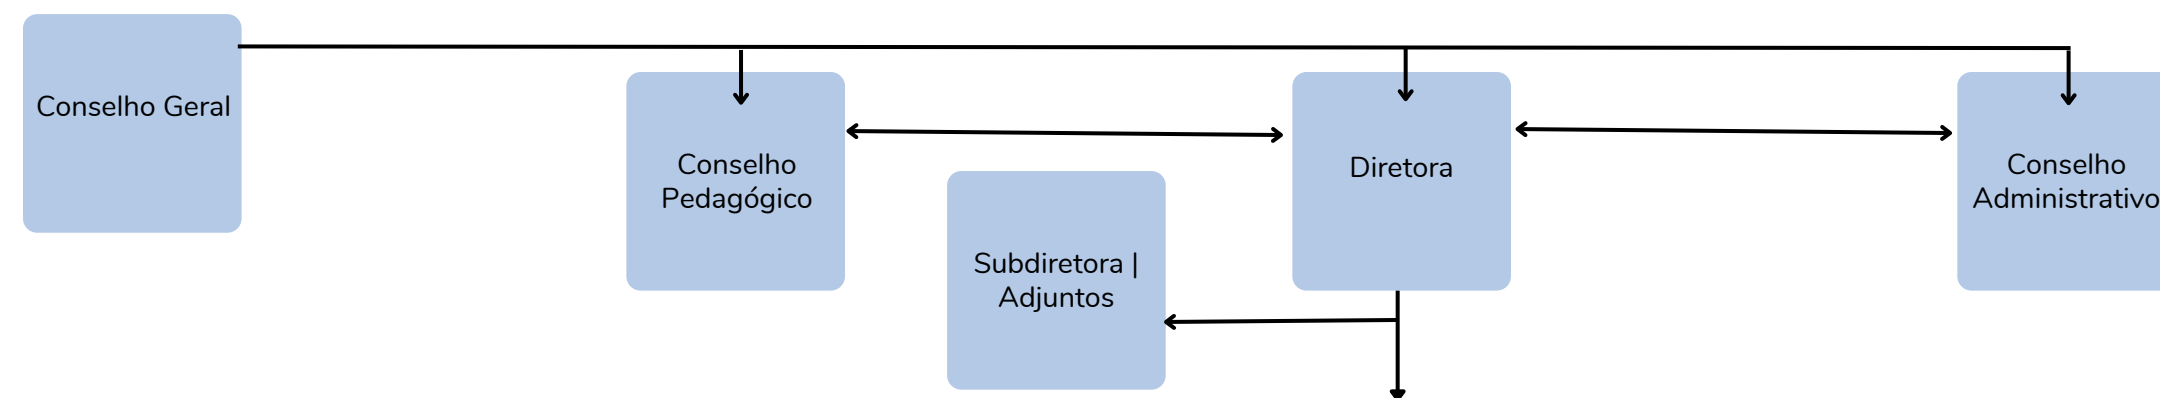 Conselho Geral
Conselho
Pedagógico
Subdiretora |
Adjuntos
Diretora
Conselho
Administrativo